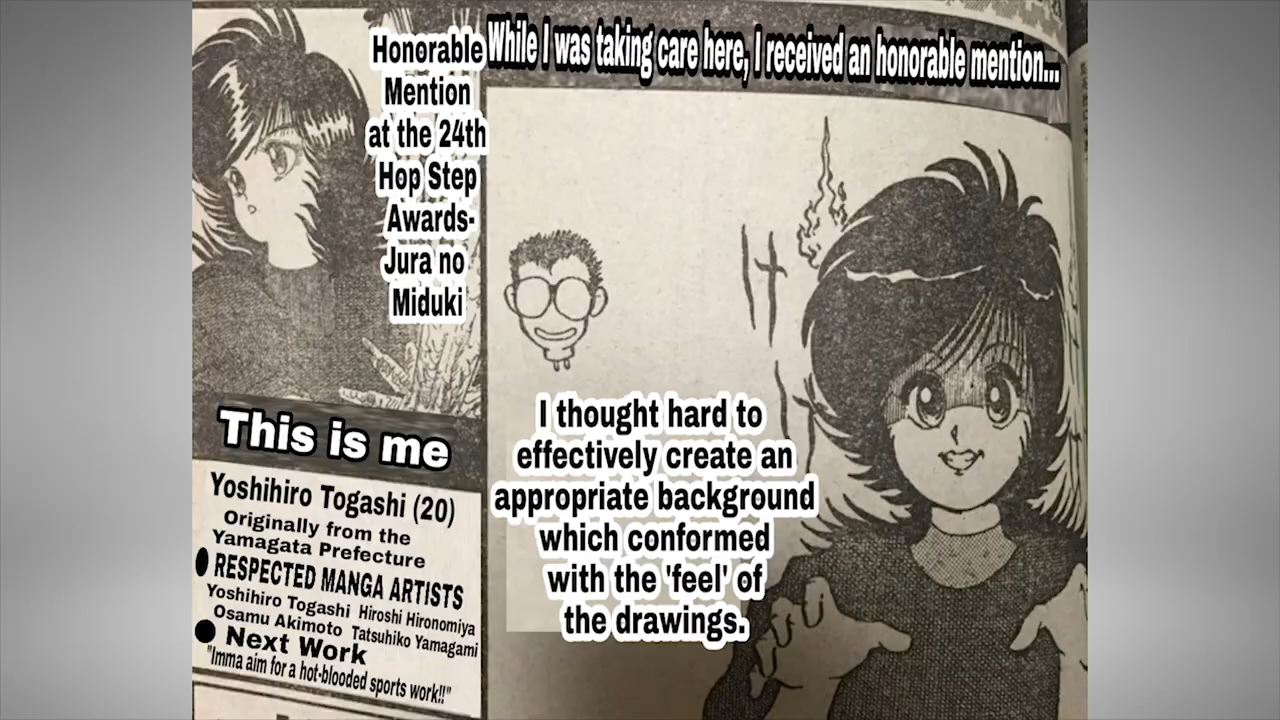 Honorable
Mention
at the 24th
Hop Step
Awards-
Jura no
Miduki
While I was taking care here, I received an honorable mention...
This is me
Yoshihiro Togashi (20)
Originally from the
Yamagata Prefecture
RESPECTED MANGA ARTISTS
Yoshihiro Togashi Hiroshi Hironomiya
Osamu Akimoto Tatsuhiko Yamagami
Next Work
"Imma aim for a hot-blooded sports work!!"
I thought hard to
effectively create an
appropriate background
which conformed
with the 'feel' of
the drawings.